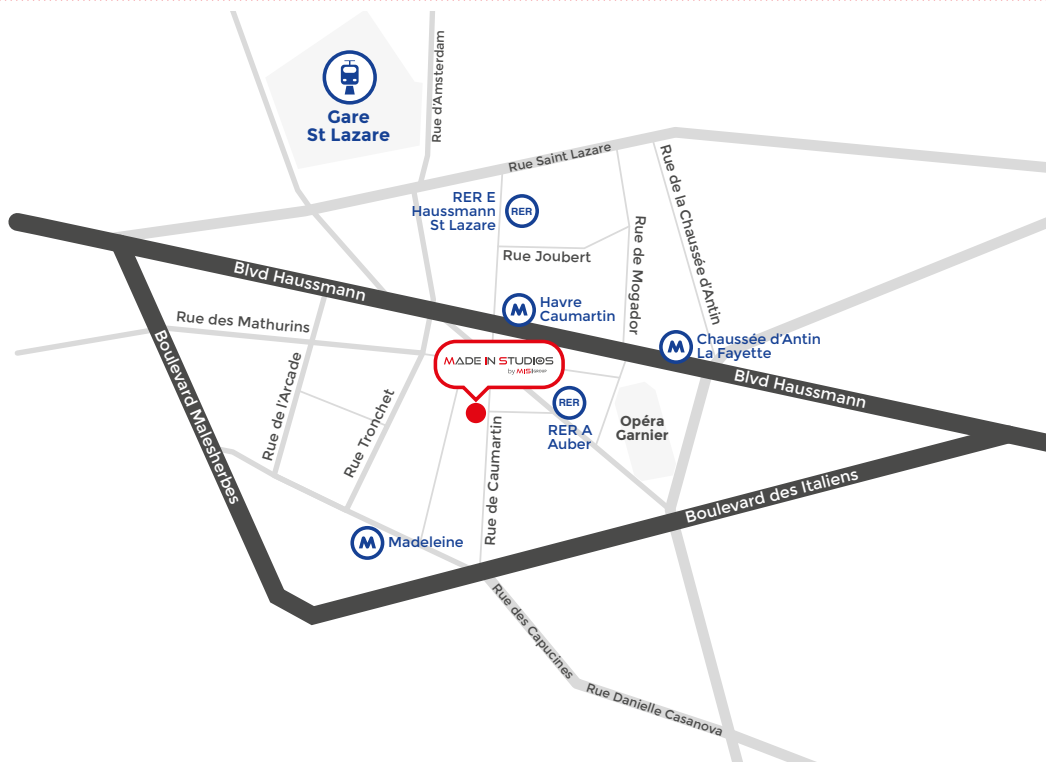 Gare
St Lazare
Rue d'Amsterdam
Rue Saint Lazare
RER E
Haussmann
St Lazare
RER
Rue de la Chaussée d'Antin
Rue Joubert
Rue de Mogador
Blvd Haussmann
M
Havre
Caumartin
Rue des Mathurins
M
Chaussée d'Antin
La Fayette
MADE IN STUDIOS
by MISIGROUP
Blvd Haussmann
Boulevard Malesherbes
Rue de l'Arcade
Rue Tronchet
RER
RER A
Auber
Opéra
Garnier
Rue de Caumartin
Boulevard des Italiens
M
Madeleine
Rue des Capucines
Rue Danielle Casanova